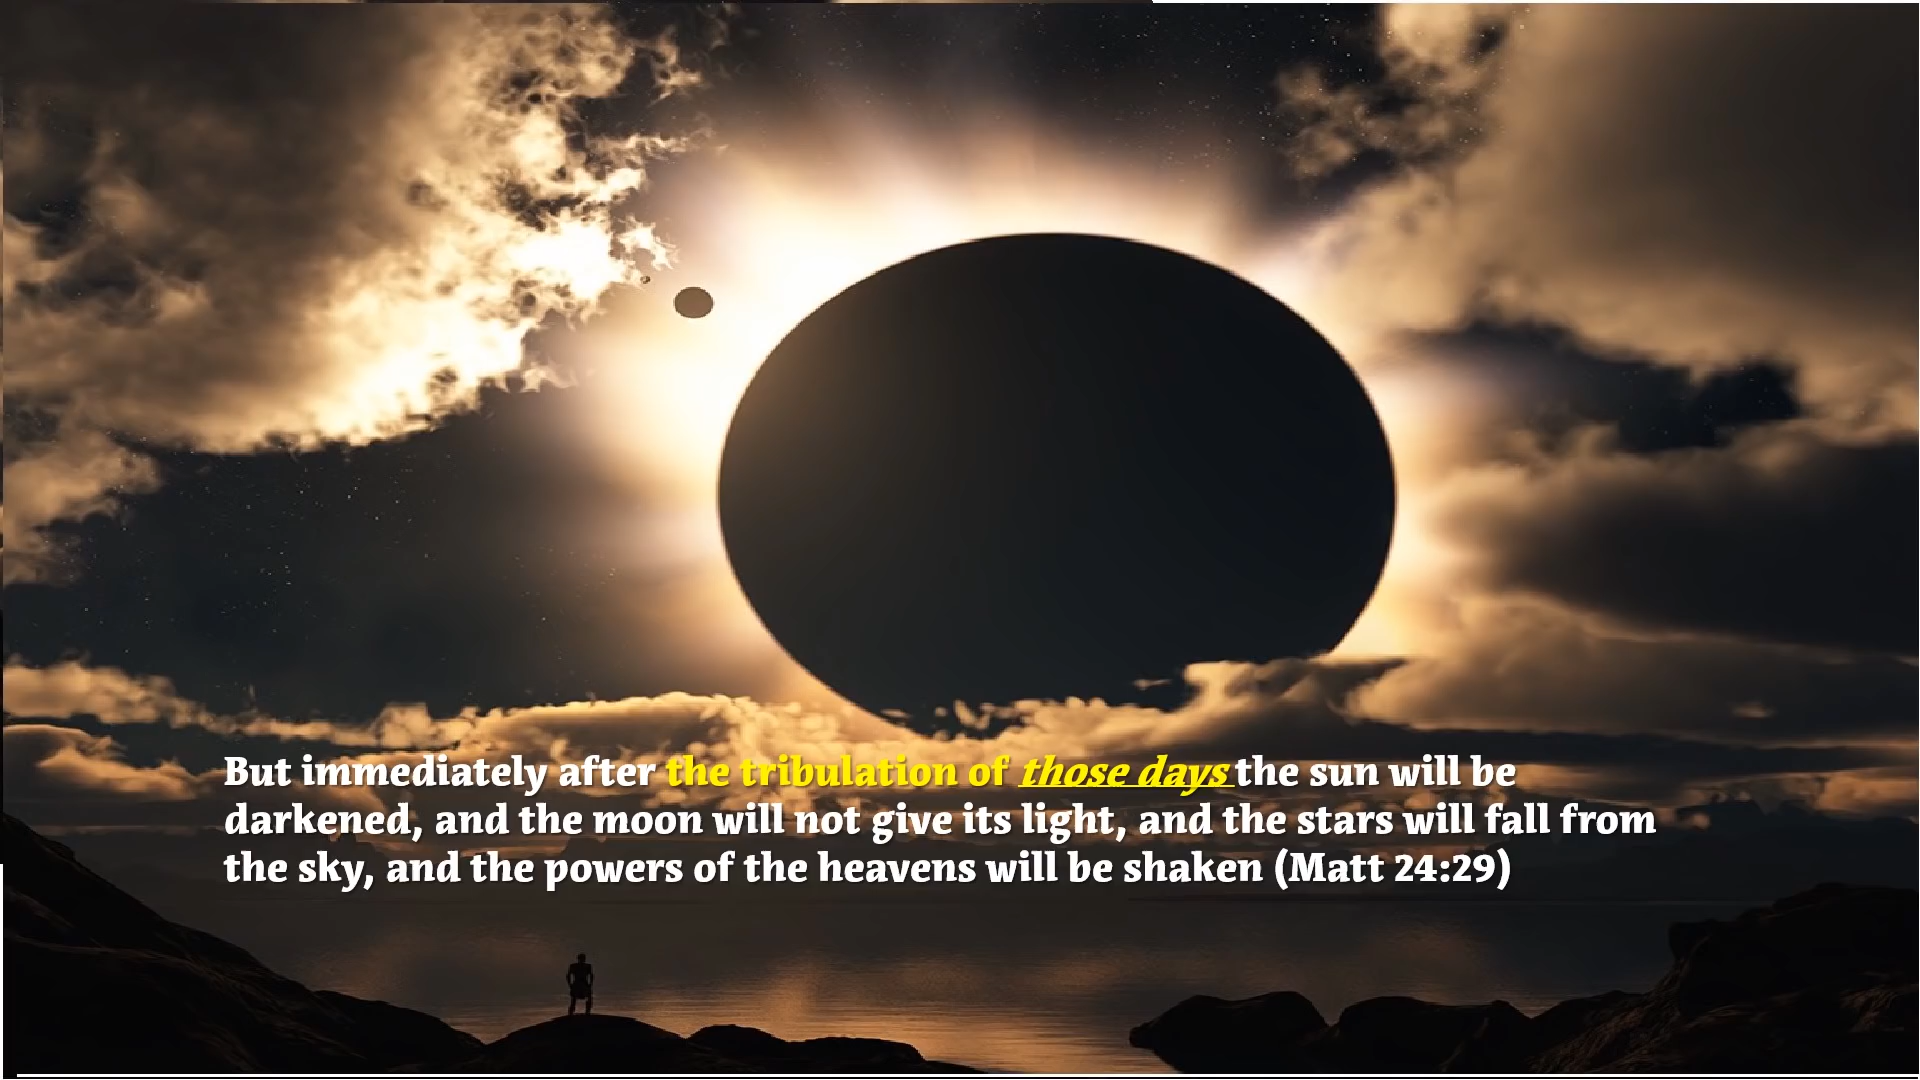 But immediately after the tribulation of those days the sun will be
darkened, and the moon will not give its light, and the stars will fall from
the sky, and the powers of the heavens will be shaken (Matt 24:29)